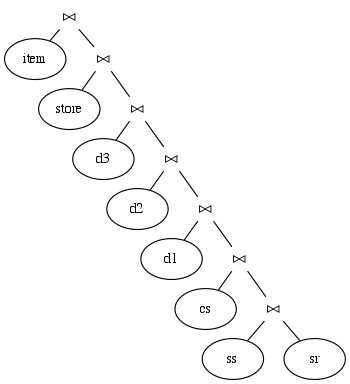 ⋈
item
⋈
store
⋈
d3
⋈
d2
⋈
d1
⋈
cs
⋈
ss
sr